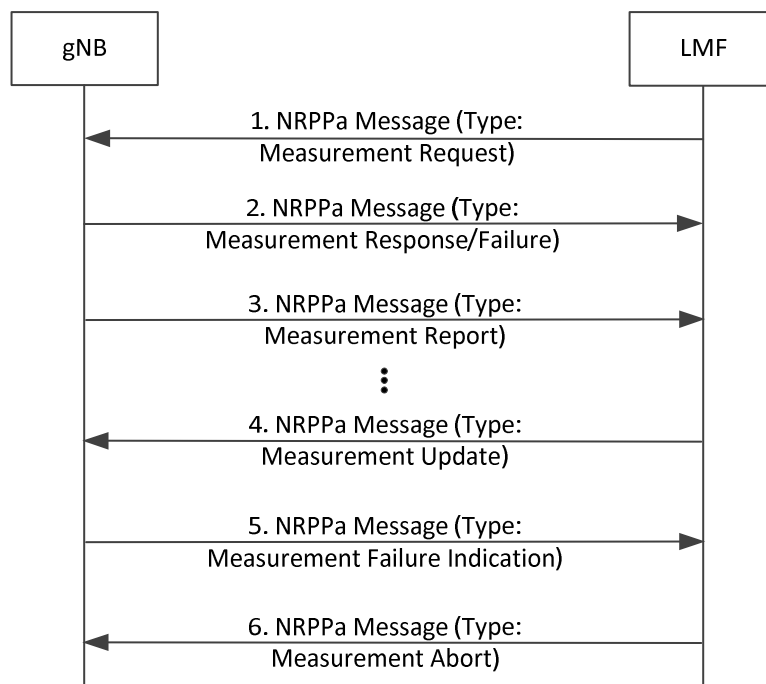 gNB
LMF
1. NRPPa Message (Type:
Measurement Request)
2. NRPPa Message (Type:
Measurement Response/Failure)
3. NRPPa Message (Type:
Measurement Report)
4. NRPPa Message (Type:
Measurement Update)
5. NRPPa Message (Type:
Measurement Failure Indication)
6. NRPPa Message (Type:
Measurement Abort)